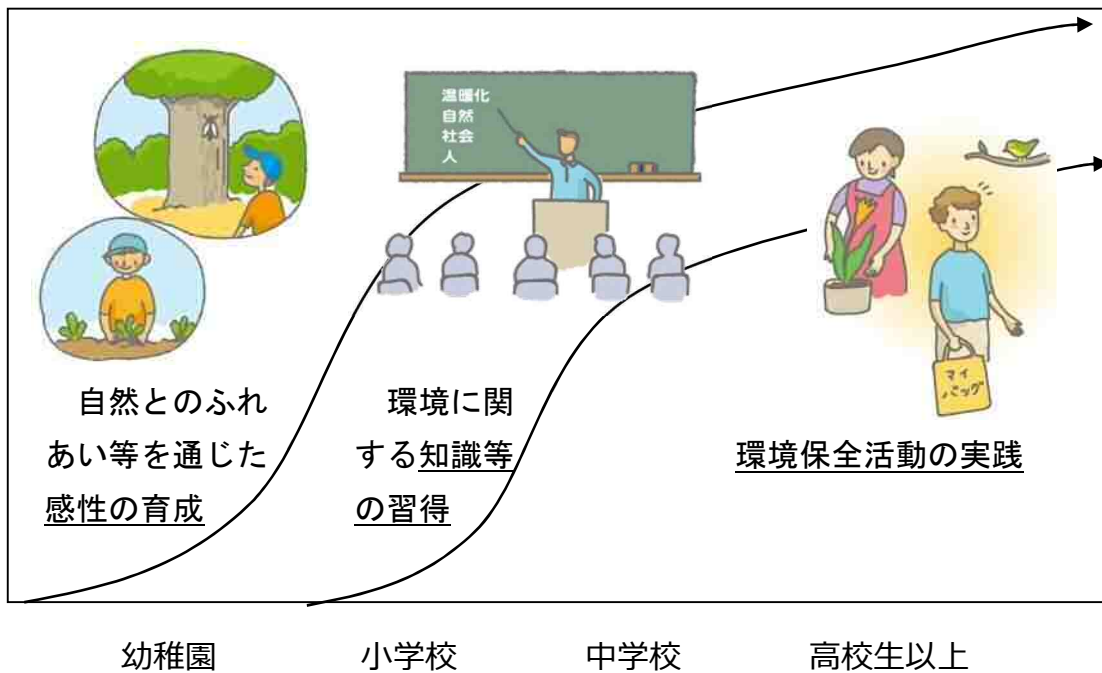 温暖化
自然
社会
人
マイ
バッグ
自然とのふれ
あい等を通じた
感性の育成
環境に関
する知識等
の習得
環境保全活動の実践
幼稚園
小学校
中学校
高校生以上